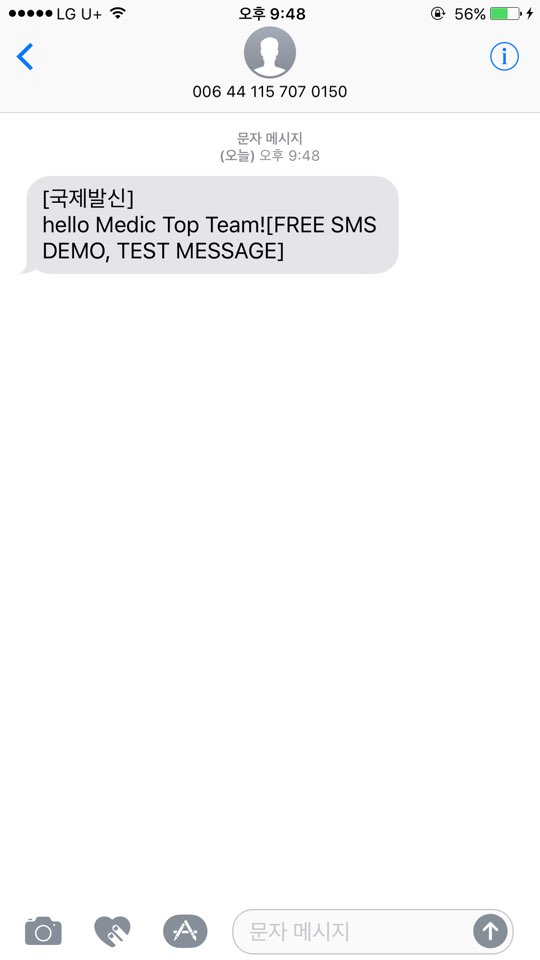 LG U+ 오후 9:48 56%
006 44 115 707 0150
문자 메시지
(오늘) 오후 9:48
[국제발신]
hello Medic Top Team![FREE SMS
DEMO, TEST MESSAGE]
문자 메시지